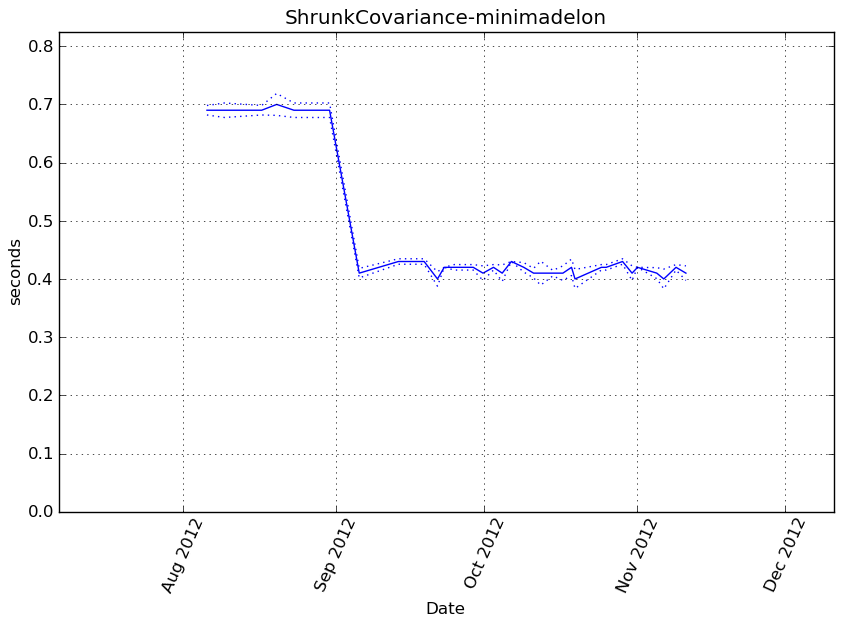 ShrunkCovariance-minimadelon
0.8
0.7
0.6
0.5
0.4
0.3
0.2
0.1
0.0
seconds
Aug 2012
Sep 2012
Oct 2012
Nov 2012
Dec 2012
Date